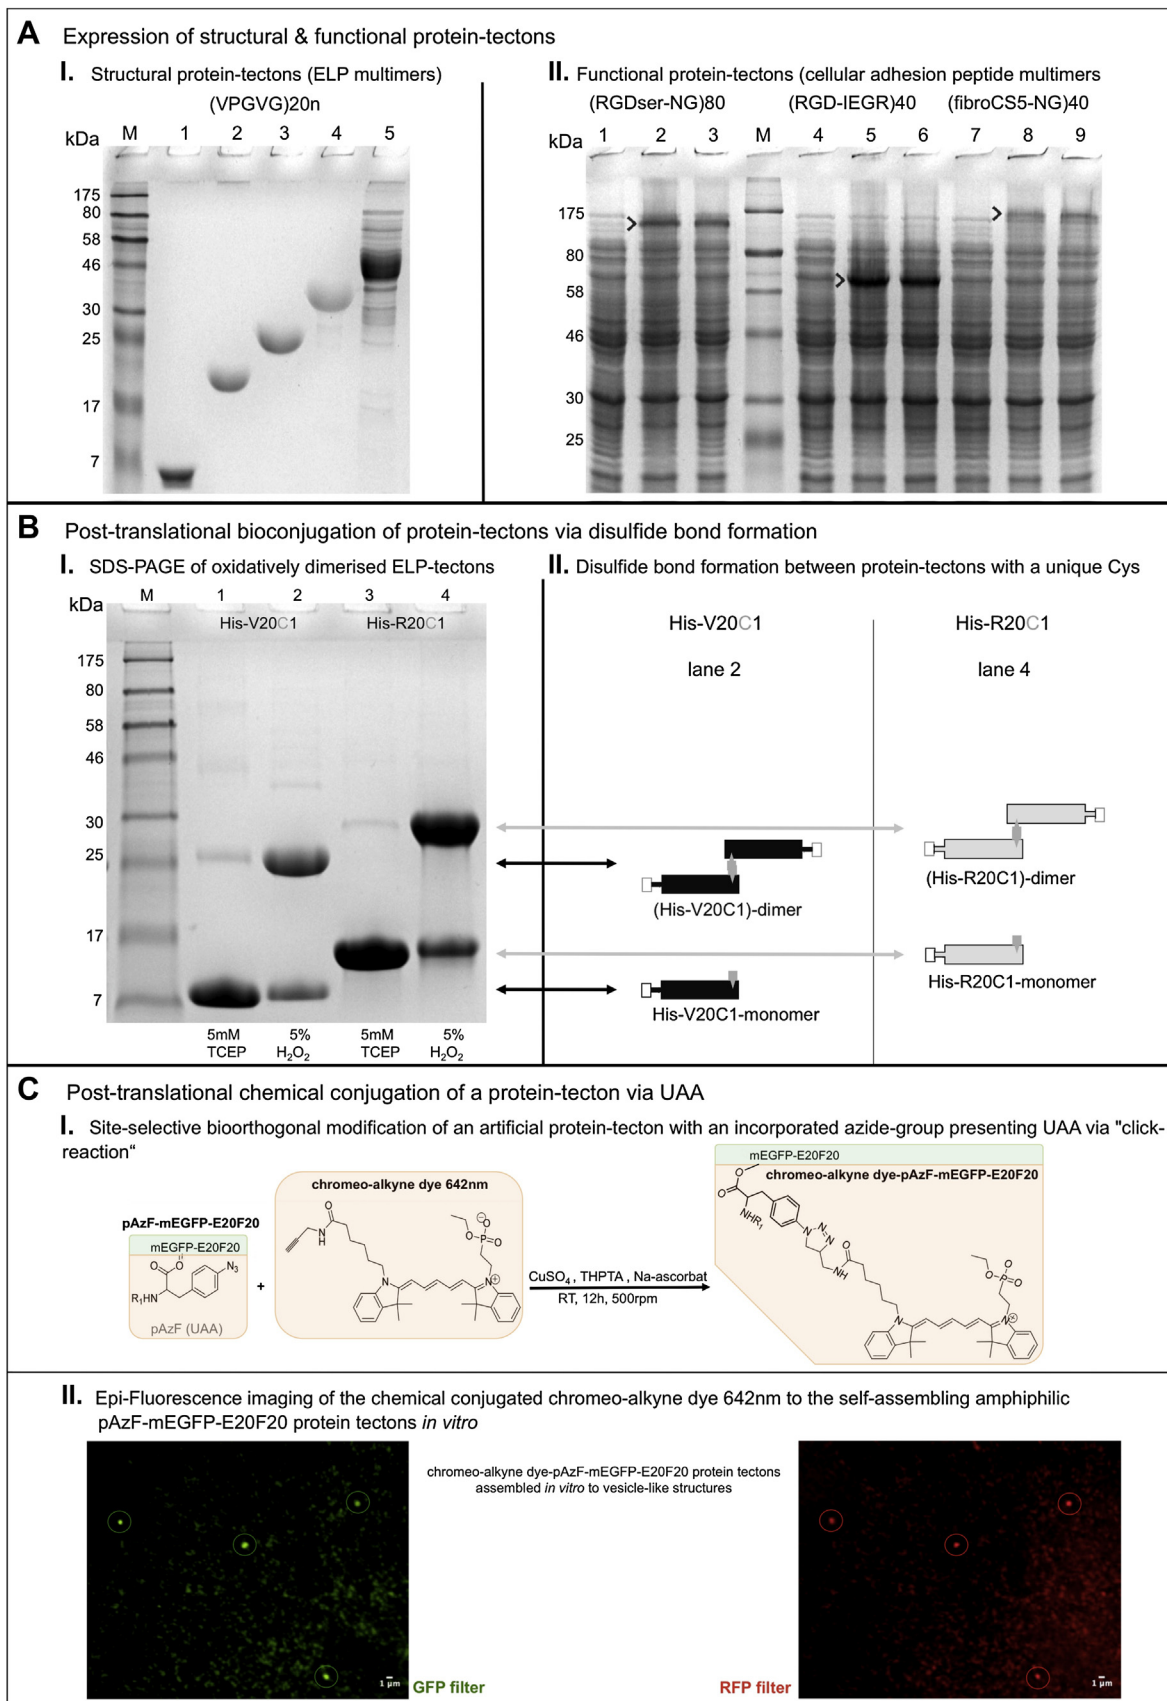 A Expression of structural & functional protein-tectons
I. Structural protein-tectons (ELP multimers)
(VPGVG)20n
kDa M 1 2 3 4 5
175
80
58
46
30
25
17
7
II. Functional protein-tectons (cellular adhesion peptide multimers
(RGDser-NG)80 (RGD-IEGR)40 (fibroCS5-NG)40
kDa 1 2 3 M 4 5 6 7 8 9
175
80
58
46
30
25
B Post-translational bioconjugation of protein-tectons via disulfide bond formation
I. SDS-PAGE of oxidatively dimerised ELP-tectons
kDa M 1 2 3 4
His-V20C1 His-R20C1
175
80
58
46
30
25
17
7
5mM 5% 5mM 5%
TCEP H2O2 TCEP H2O2
II. Disulfide bond formation between protein-tectons with a unique Cys
His-V20C1 His-R20C1
lane 2 lane 4
(His-R20C1)-dimer
(His-V20C1)-dimer
His-R20C1-monomer
His-V20C1-monomer
C Post-translational chemical conjugation of a protein-tecton via UAA
I. Site-selective bioorthogonal modification of an artificial protein-tecton with an incorporated azide-group presenting UAA via "click-
reaction“
pAzF-mEGFP-E20F20
mEGFP-E20F20
O
O
N3
R1HN
pAzF (UAA)
+
chromeo-alkyne dye 642nm
O
N
H
O
O
P
O
⊖
N
N
⊕
CuSO4 , THPTA , Na-ascorbat
RT, 12h, 500rpm
mEGFP-E20F20
chromeo-alkyne dye-pAzF-mEGFP-E20F20
O
O
NHR1
N
N
N
O
NH
O
O
P
O
N
N
II. Epi-Fluorescence imaging of the chemical conjugated chromeo-alkyne dye 642nm to the self-assembling amphiphilic
pAzF-mEGFP-E20F20 protein tectons in vitro
chromeo-alkyne dye-pAzF-mEGFP-E20F20 protein tectons
assembled in vitro to vesicle-like structures
1 µm
GFP filter
RFP filter
1 µm